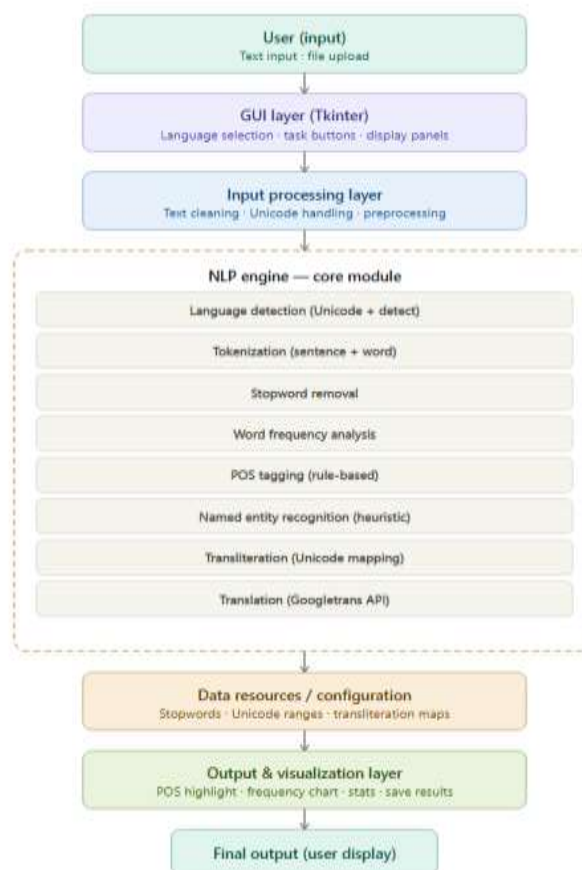 User (input)
Text input · file upload
GUI layer (Tkinter)
Language selection · task buttons · display panels
Input processing layer
Text cleaning · Unicode handling · preprocessing
NLP engine — core module
Language detection (Unicode + detect)
Tokenization (sentence + word)
Stopword removal
Word frequency analysis
POS tagging (rule-based)
Named entity recognition (heuristic)
Transliteration (Unicode mapping)
Translation (Googletrans API)
Data resources / configuration
Stopwords · Unicode ranges · transliteration maps
Output & visualization layer
POS highlight · frequency chart · stats · save results
Final output (user display)